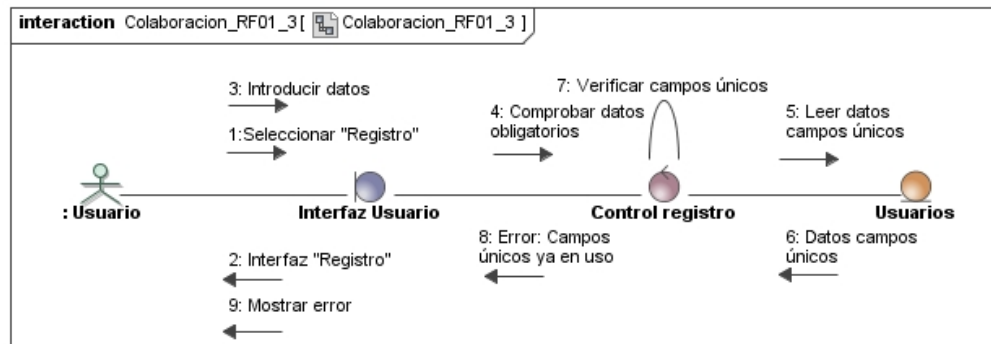 interaction Colaboracion_RF01_3[ Colaboracion_RF01_3 ]
7: Verificar campos únicos
3: Introducir datos
4: Comprobar datos
obligatorios
5: Leer datos
campos únicos
1:Seleccionar "Registro"
: Usuario
Interfaz Usuario
Control registro
Usuarios
8: Error: Campos
únicos ya en uso
6: Datos campos
únicos
2: Interfaz "Registro"
9: Mostrar error